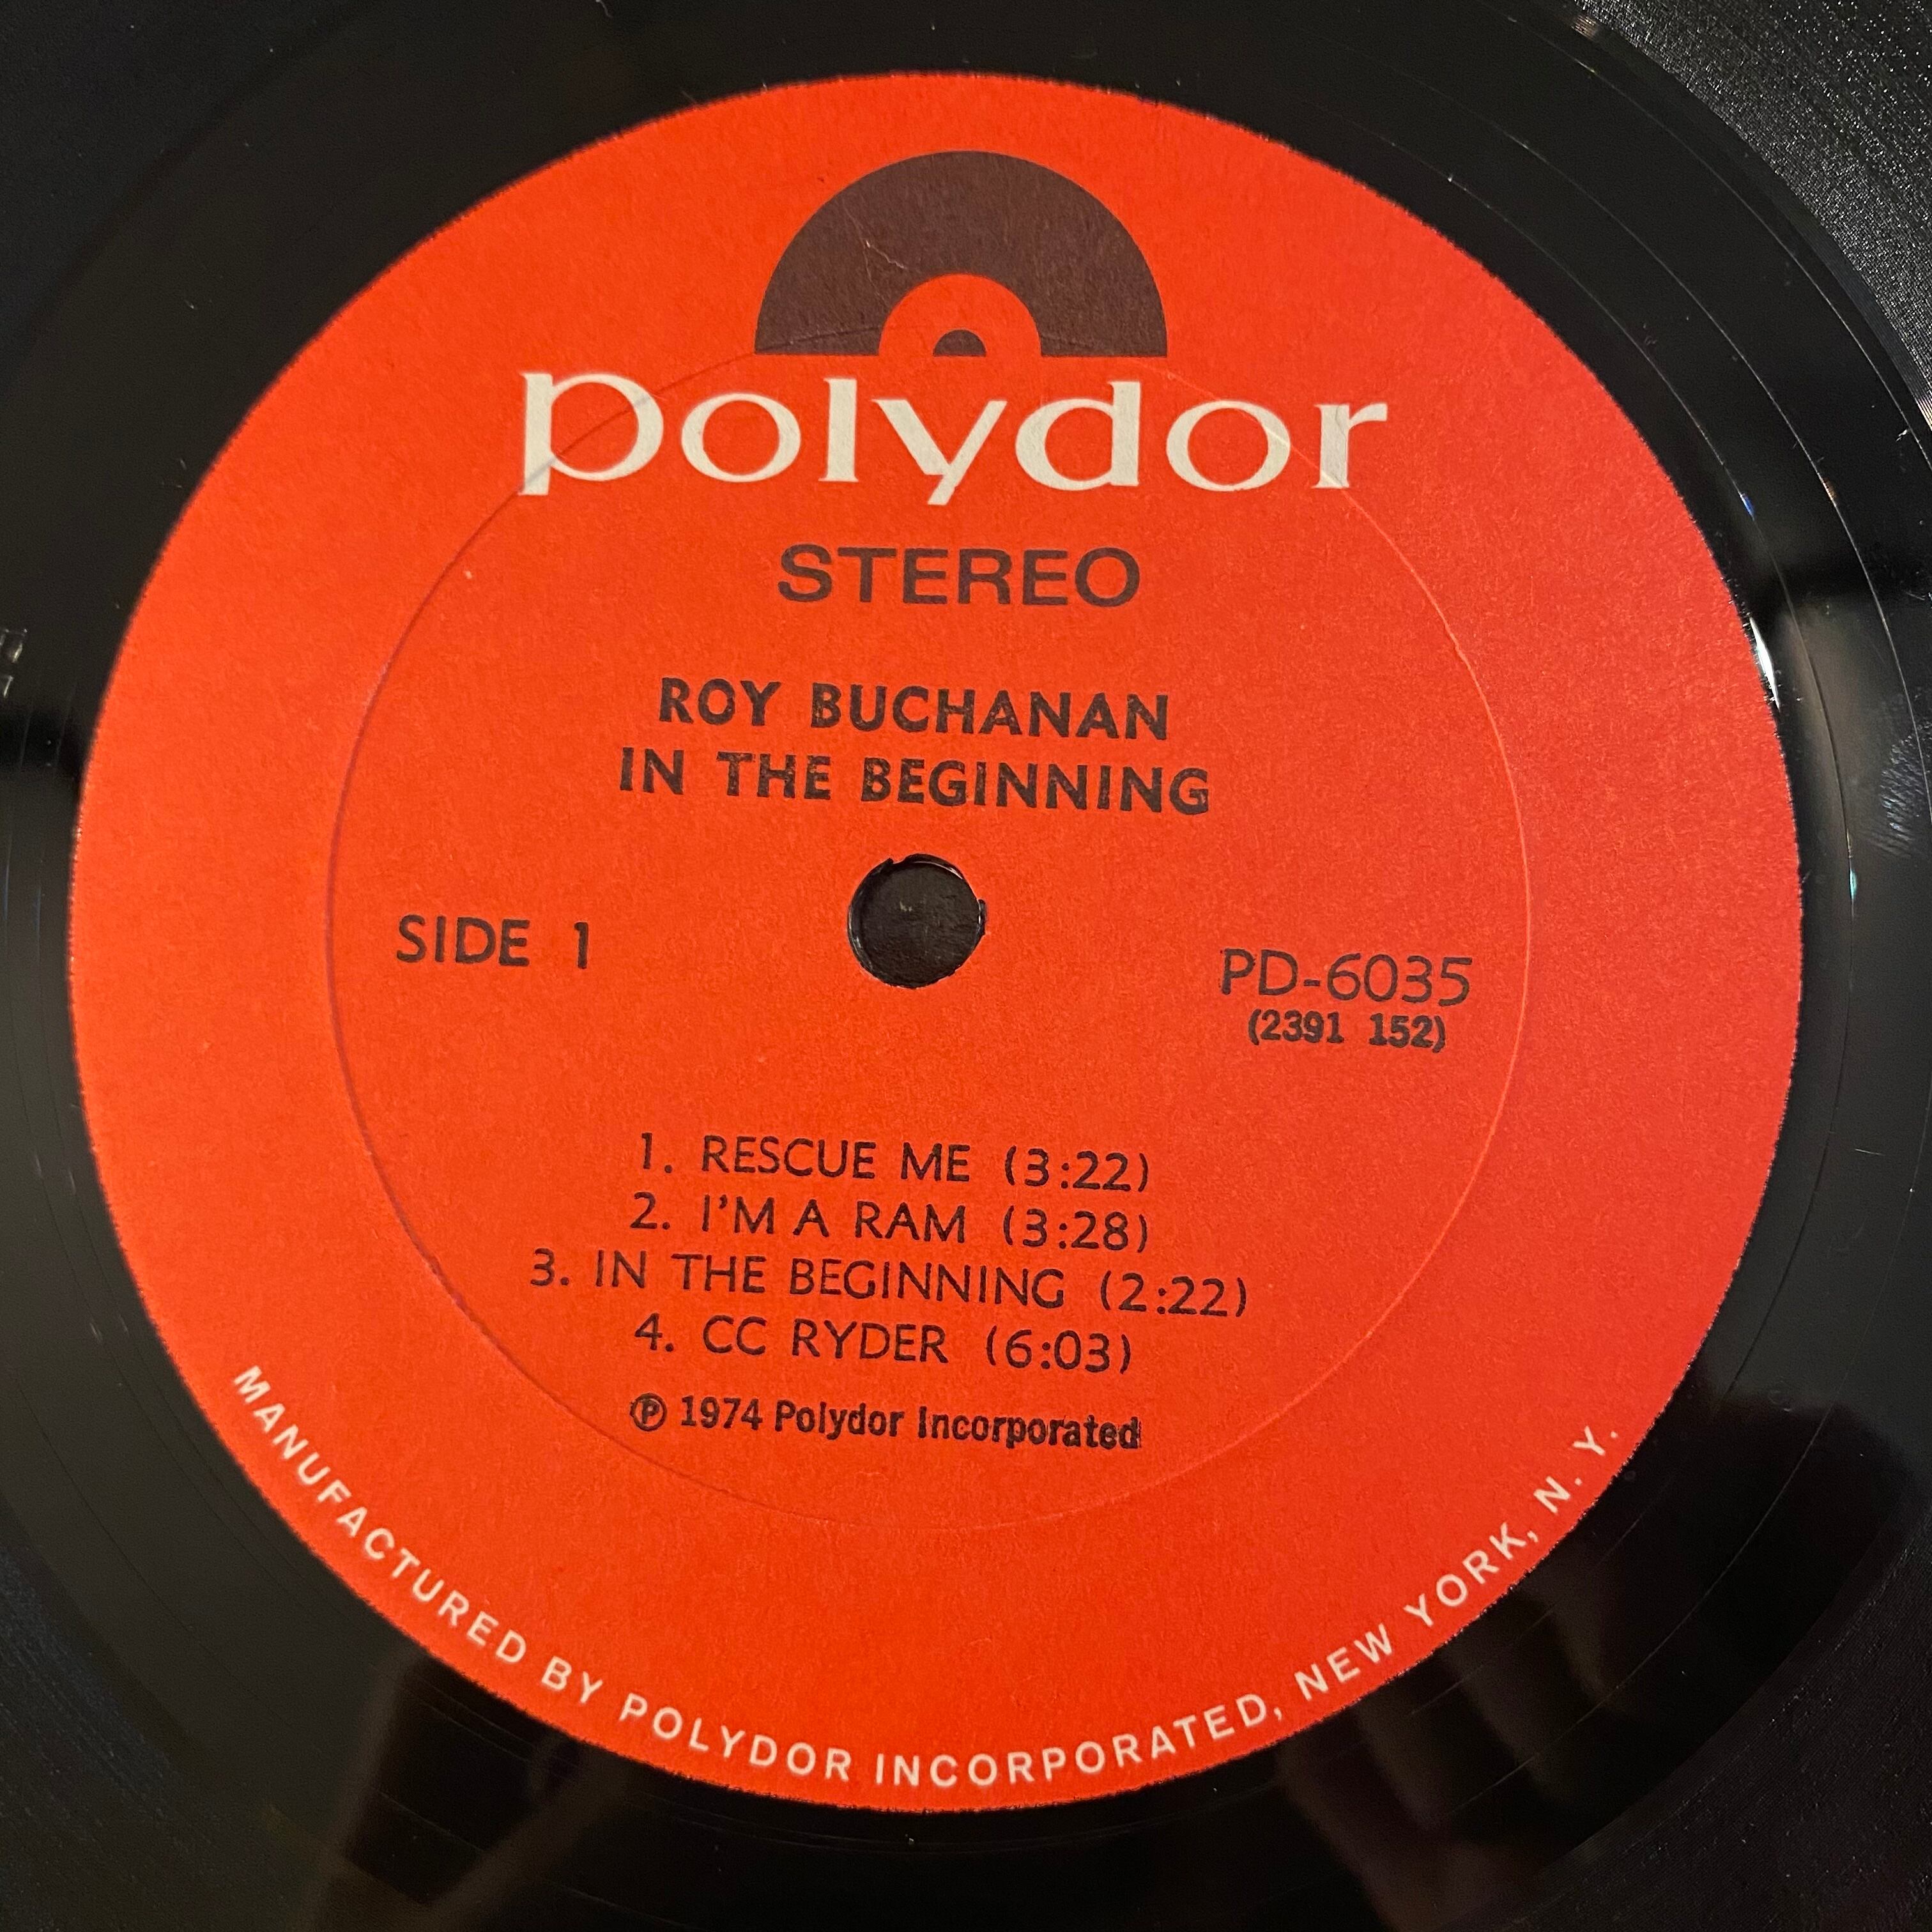 polydor
STEREO
ROY BUCHANAN
IN THE BEGINNING
SIDE 1
PD-6035
(2391 152)
1. RESCUE ME (3:22)
2. I'M A RAM (3:28)
3. IN THE BEGINNING (2:22)
4. CC RYDER (6:03)
℗ 1974 Polydor Incorporated
MANUFACTURED BY POLYDOR INCORPORATED, NEW YORK, N. Y.